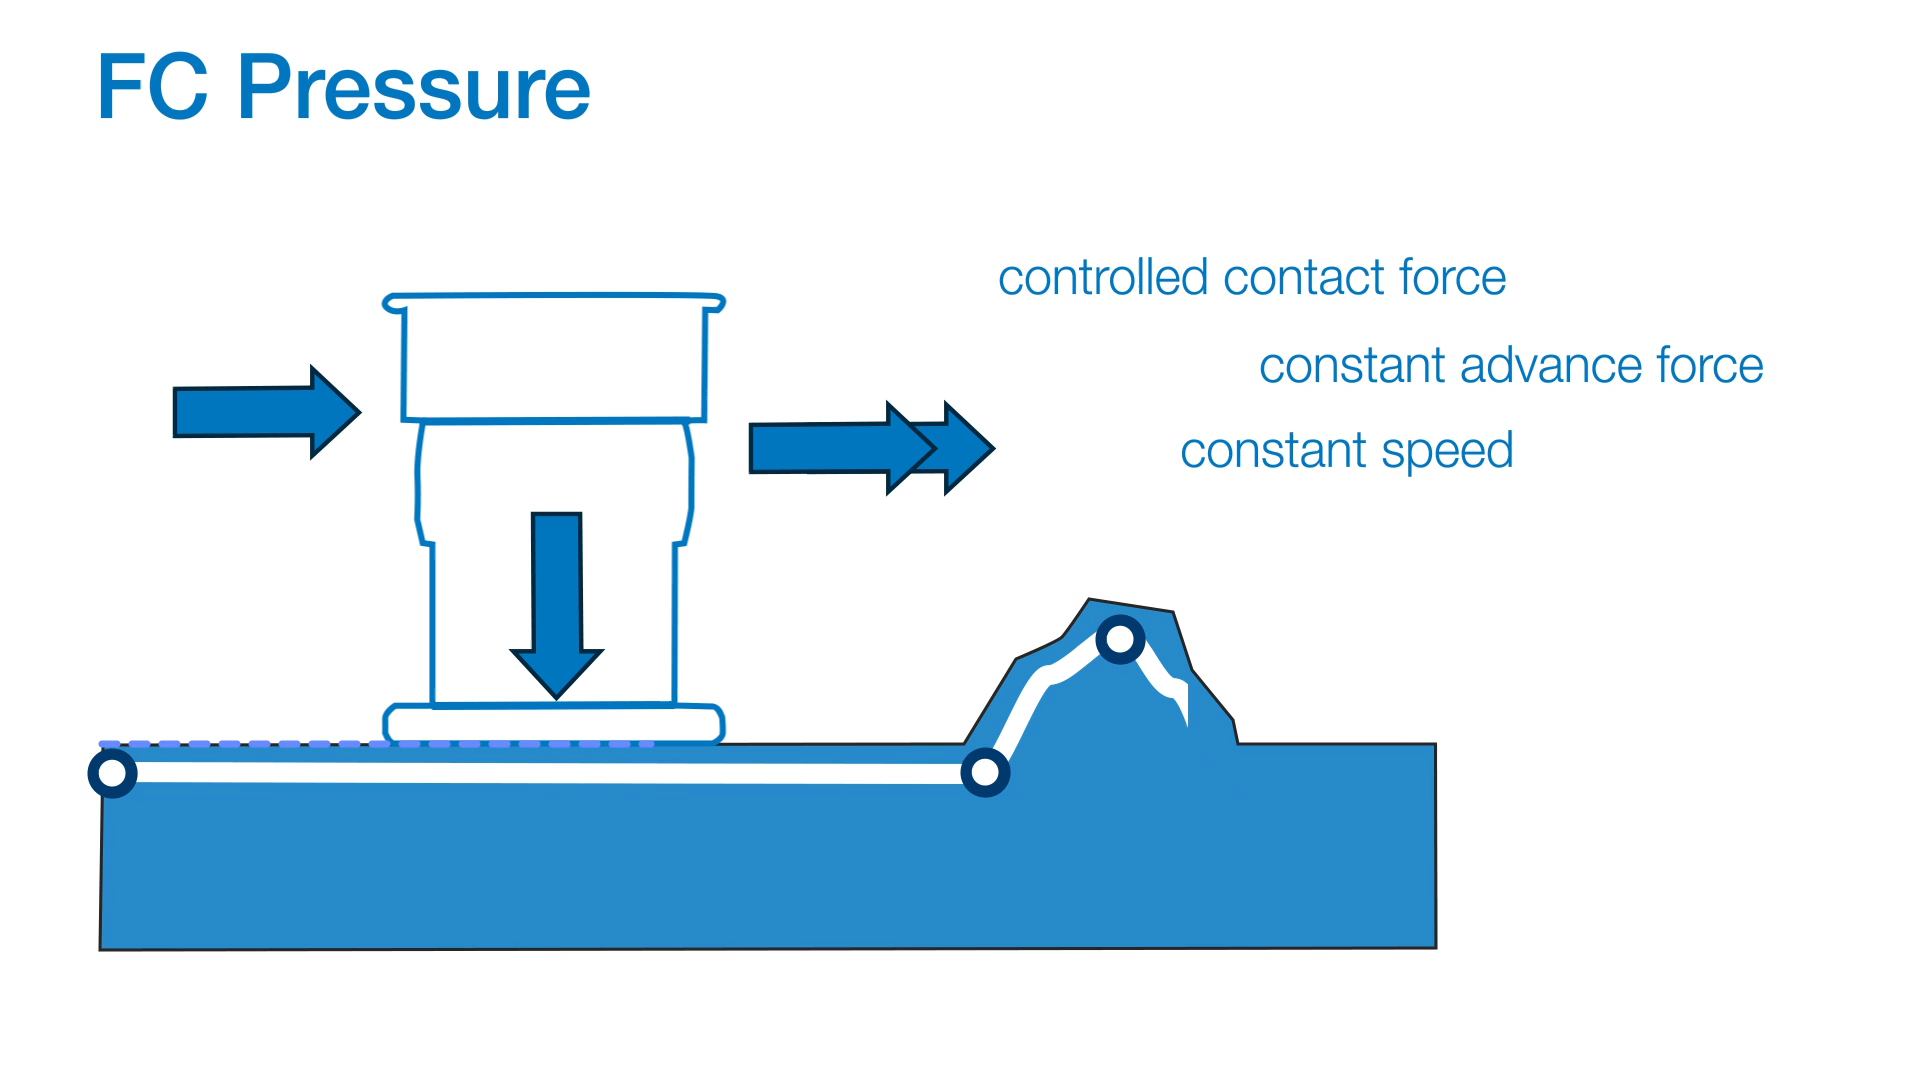 FC Pressure
controlled contact force
constant advance force
constant speed